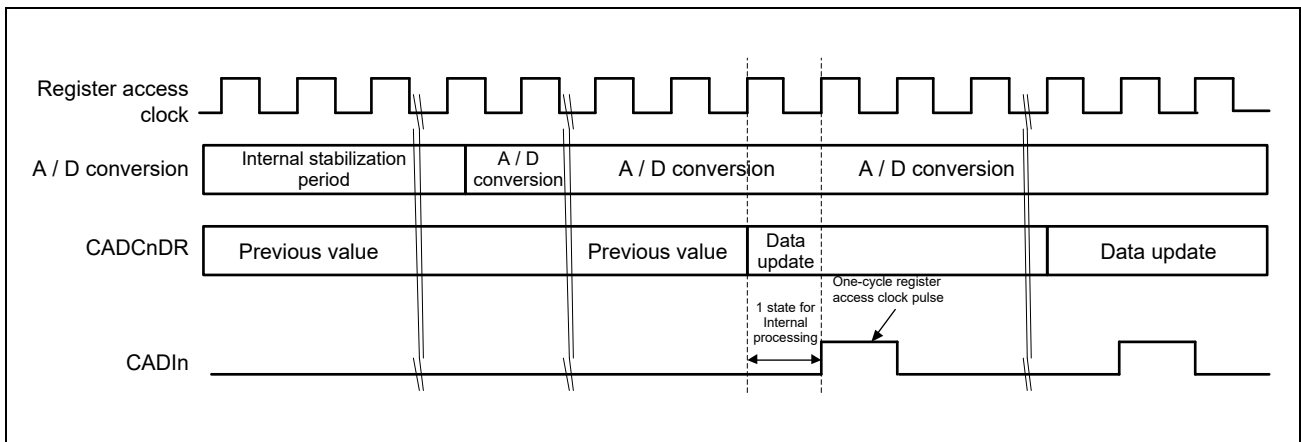 Register access
clock
A / D conversion
Internal stabilization
period
A / D
conversion
A / D conversion
A / D conversion
CADCnDR
Previous value
Previous value
Data
update
Data update
One-cycle register
access clock pulse
1 state for
Internal
processing
CADIn